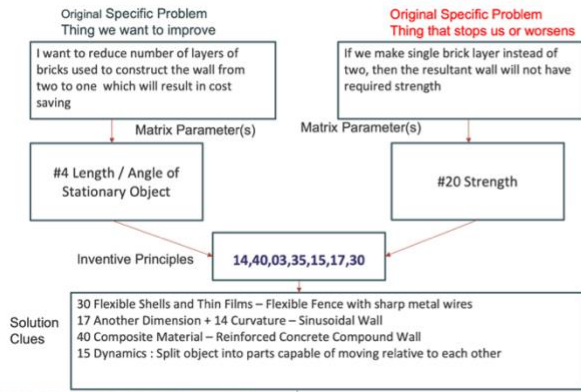 Original Specific Problem
Thing we want to improve
Original Specific Problem
Thing that stops us or worsens
I want to reduce number of layers of
bricks used to construct the wall from
two to one which will result in cost
saving
If we make single brick layer instead of
two, then the resultant wall will not have
required strength
Matrix Parameter(s)
Matrix Parameter(s)
#4 Length / Angle of
Stationary Object
#20 Strength
Inventive Principles
14,40,03,35,15,17,30
Solution
Clues
30 Flexible Shells and Thin Films – Flexible Fence with sharp metal wires
17 Another Dimension + 14 Curvature – Sinusoidal Wall
40 Composite Material – Reinforced Concrete Compound Wall
15 Dynamics : Split object into parts capable of moving relative to each other